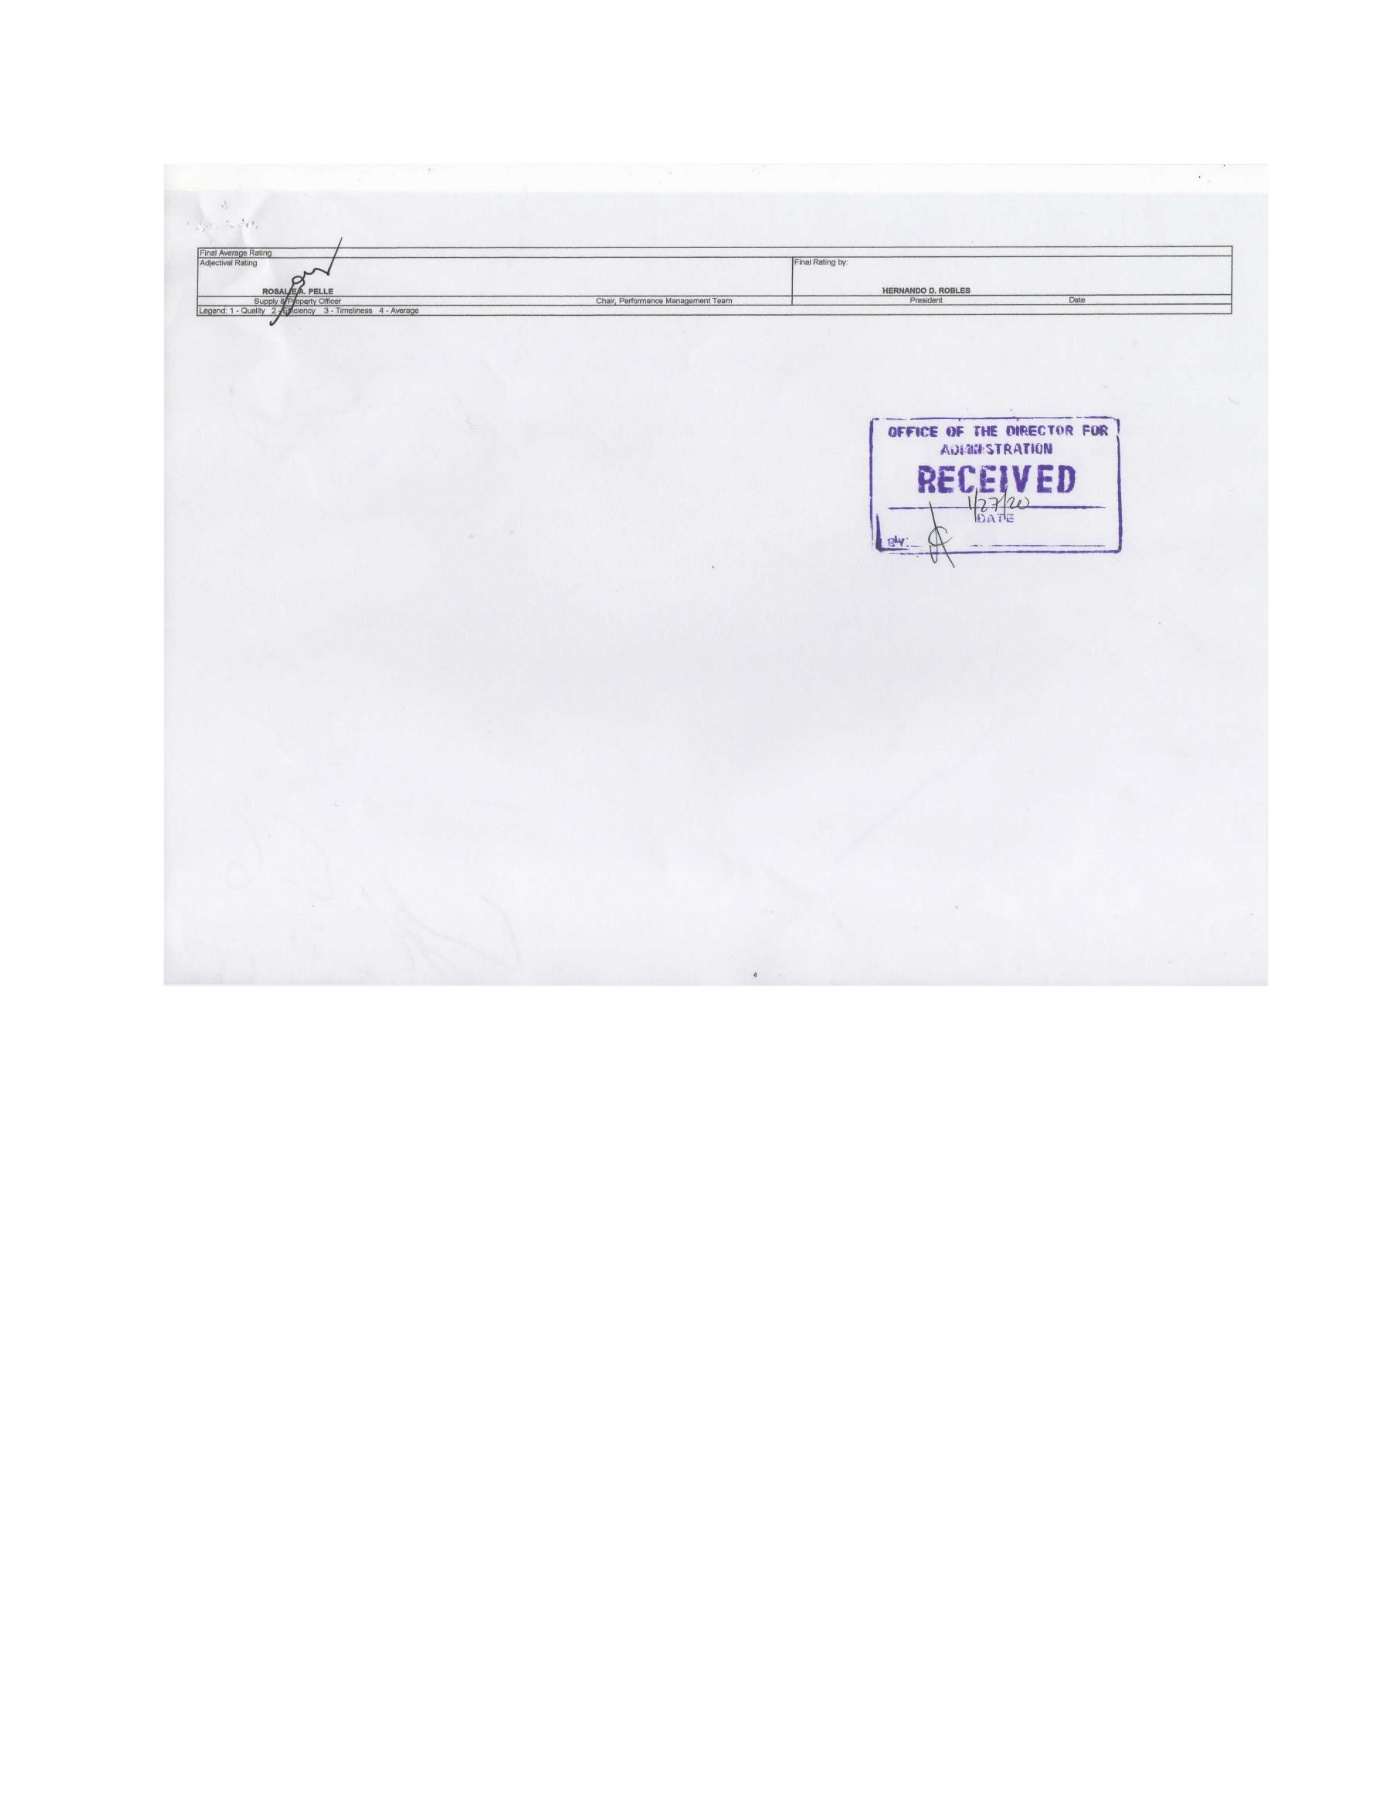 Final Average Rating
Adjectival Rating
Final Rating by:
ROSALIE A. PELLE
HERNANDO D. ROBLES
Supply & Property Officer Chair, Performance Management Team President Date
Legend: 1 - Quality 2 - Efficiency 3 - Timeliness 4 - Average
OFFICE OF THE DIRECTOR FOR
ADMINISTRATION
RECEIVED
1/27/20
DATE
BY:
4